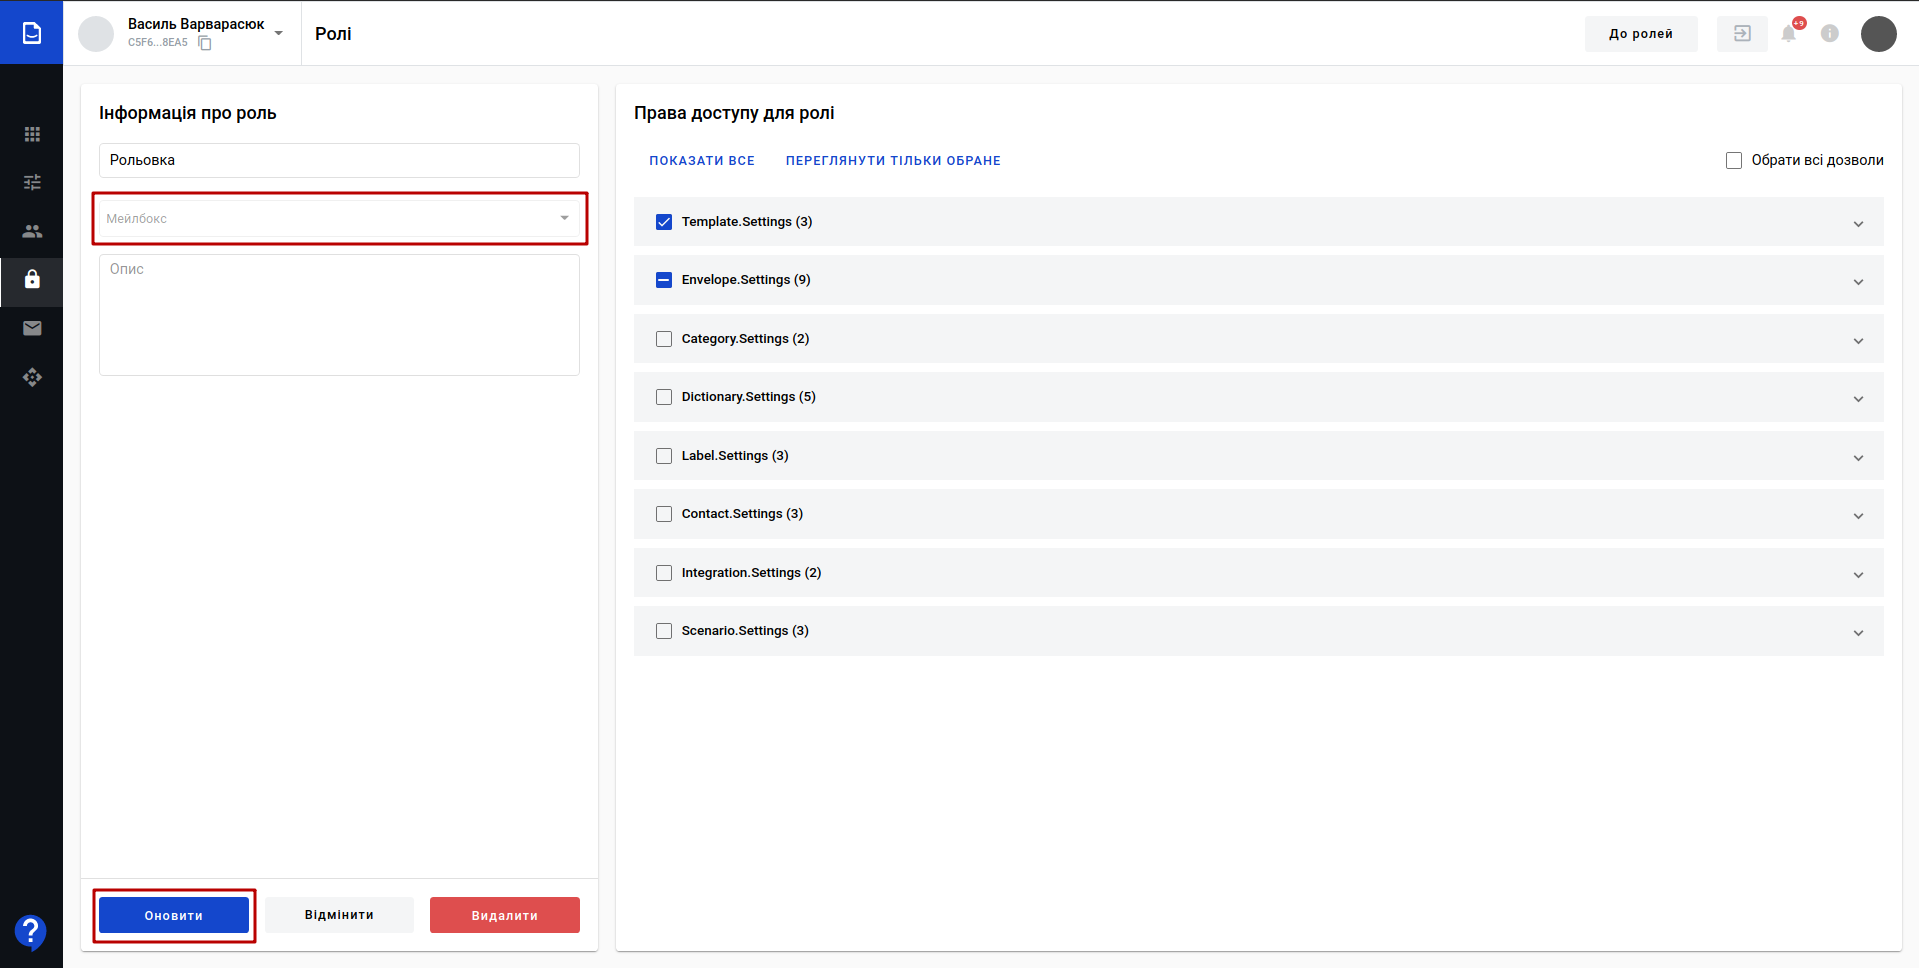 Василь Варварасюк
C5F6...8EA5
Ролі
До ролей
+9
Інформація про роль
Рольовка
Мейлбокс
Опис
Оновити
Відмінити
Видалити
Права доступу для ролі
ПОКАЗАТИ ВСЕ
ПЕРЕГЛЯНУТИ ТІЛЬКИ ОБРАНЕ
Обрати всі дозволи
Template.Settings (3)
Envelope.Settings (9)
Category.Settings (2)
Dictionary.Settings (5)
Label.Settings (3)
Contact.Settings (3)
Integration.Settings (2)
Scenario.Settings (3)